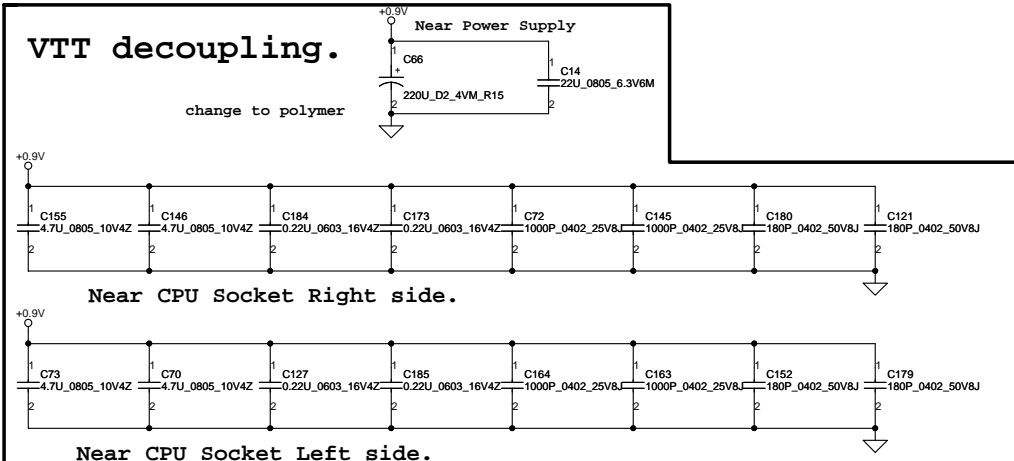 +0.9V
Near Power Supply
VTT decoupling.
1
C66
+
220U_D2_4VM_R15
2
1
C14
22U_0805_6.3V6M
2
change to polymer
+0.9V
1 1 1 1 1 1 1 1
C155 C146 C184 C173 C72 C145 C180 C121
4.7U_0805_10V4Z 4.7U_0805_10V4Z 0.22U_0603_16V4Z 0.22U_0603_16V4Z 1000P_0402_25V8J 1000P_0402_25V8J 180P_0402_50V8J 180P_0402_50V8J
2 2 2 2 2 2 2 2
Near CPU Socket Right side.
+0.9V
1 1 1 1 1 1 1 1
C73 C70 C127 C185 C164 C163 C152 C179
4.7U_0805_10V4Z 4.7U_0805_10V4Z 0.22U_0603_16V4Z 0.22U_0603_16V4Z 1000P_0402_25V8J 1000P_0402_25V8J 180P_0402_50V8J 180P_0402_50V8J
2 2 2 2 2 2 2 2
Near CPU Socket Left side.